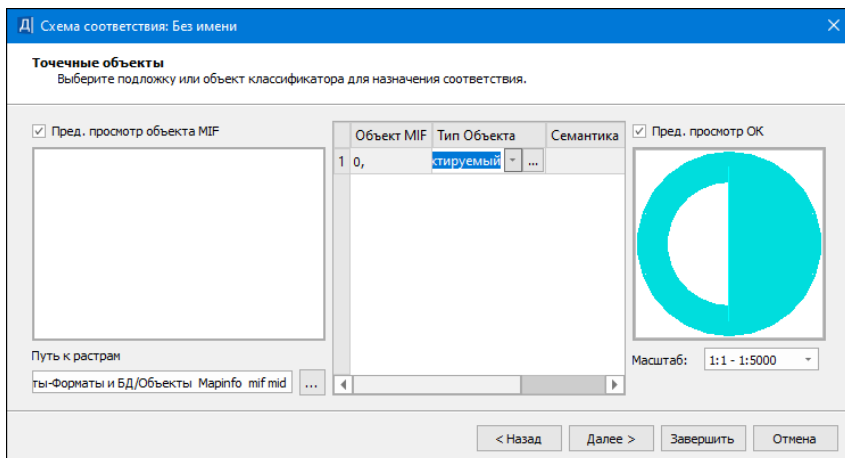 Д Схема соответствия: Без имени
Точечные объекты
Выберите подложку или объект классификатора для назначения соответствия.
Пред. просмотр объекта MIF
Объект MIF Тип Объекта Семантика
Пред. просмотр ОК
1 0, ктируемый ...
Путь к растрам
ты-Форматы и БД/Объекты Mapinfo mif mid ...
Масштаб: 1:1 - 1:5000
< Назад Далее > Завершить Отмена